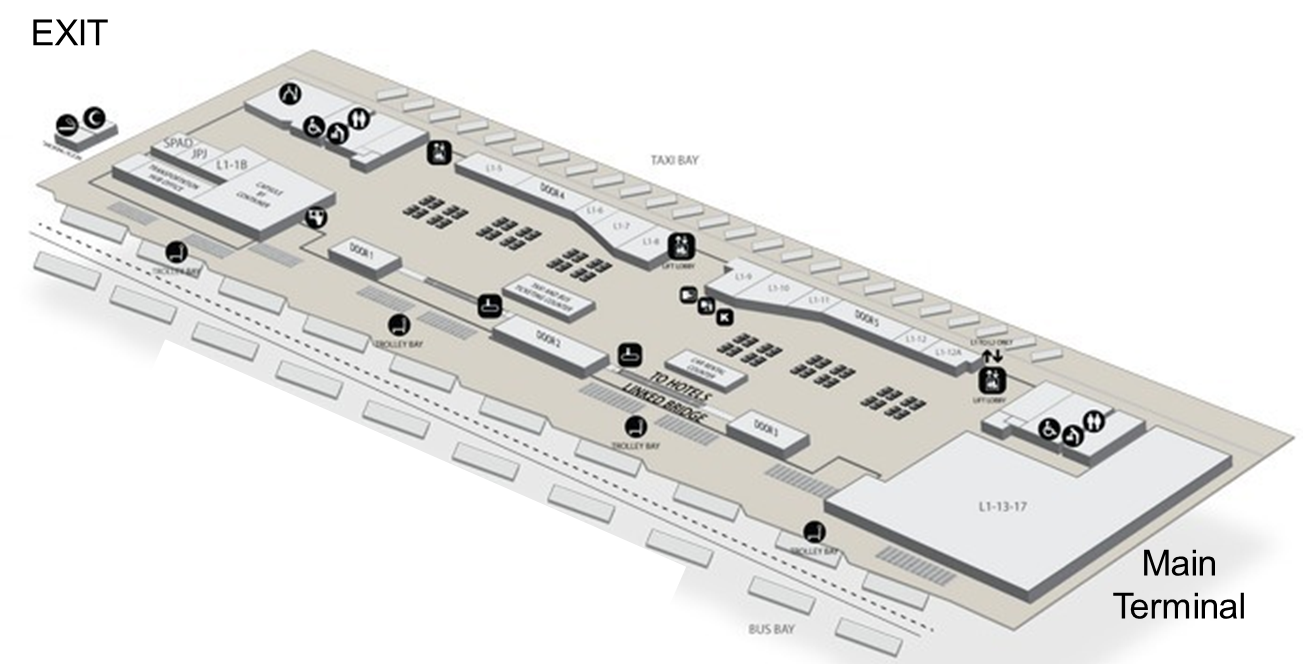 EXIT
TAXI BAY
SPAD
JPJ
L1-1B
TRANSPORTATION
HUB OFFICE
CAPSULE
BY
CONTAINER
L1-5
DOOR 4
L1-6
L1-7
L1-8
LIFT LOBBY
TROLLEY BAY
DOOR 1
TAXI AND BUS
TICKETING COUNTER
L1-9
L1-10
L1-11
DOOR 5
L1-12
L1-12A
L1 TO L2 ONLY
LIFT LOBBY
TROLLEY BAY
DOOR 2
CAR RENTAL
COUNTER
TO HOTELS
LINKED BRIDGE
TROLLEY BAY
DOOR 3
L1-13-17
TROLLEY BAY
Main
Terminal
BUS BAY